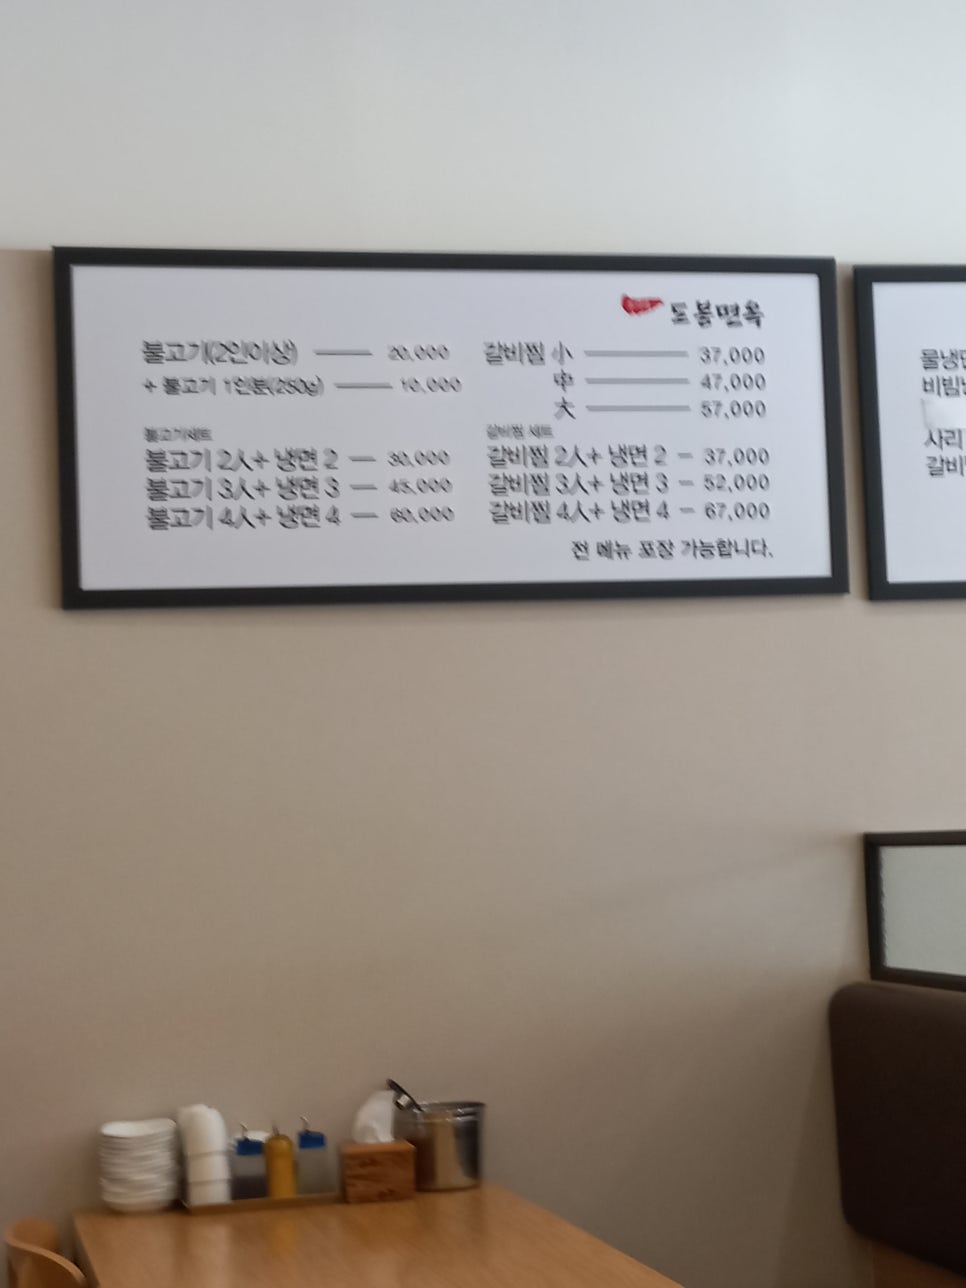 도봉면옥
불고기(2인이상) 20,000
+ 불고기 1인분(250g) 10,000
불고기세트
불고기 2人+ 냉면 2 - 30,000
불고기 3人+ 냉면 3 - 45,000
불고기 4人+ 냉면 4 - 60,000
갈비찜 小 37,000
中 47,000
大 57,000
갈비찜 세트
갈비찜 2人+ 냉면 2 - 37,000
갈비찜 3人+ 냉면 3 - 52,000
갈비찜 4人+ 냉면 4 - 67,000
전 메뉴 포장 가능합니다.
사리